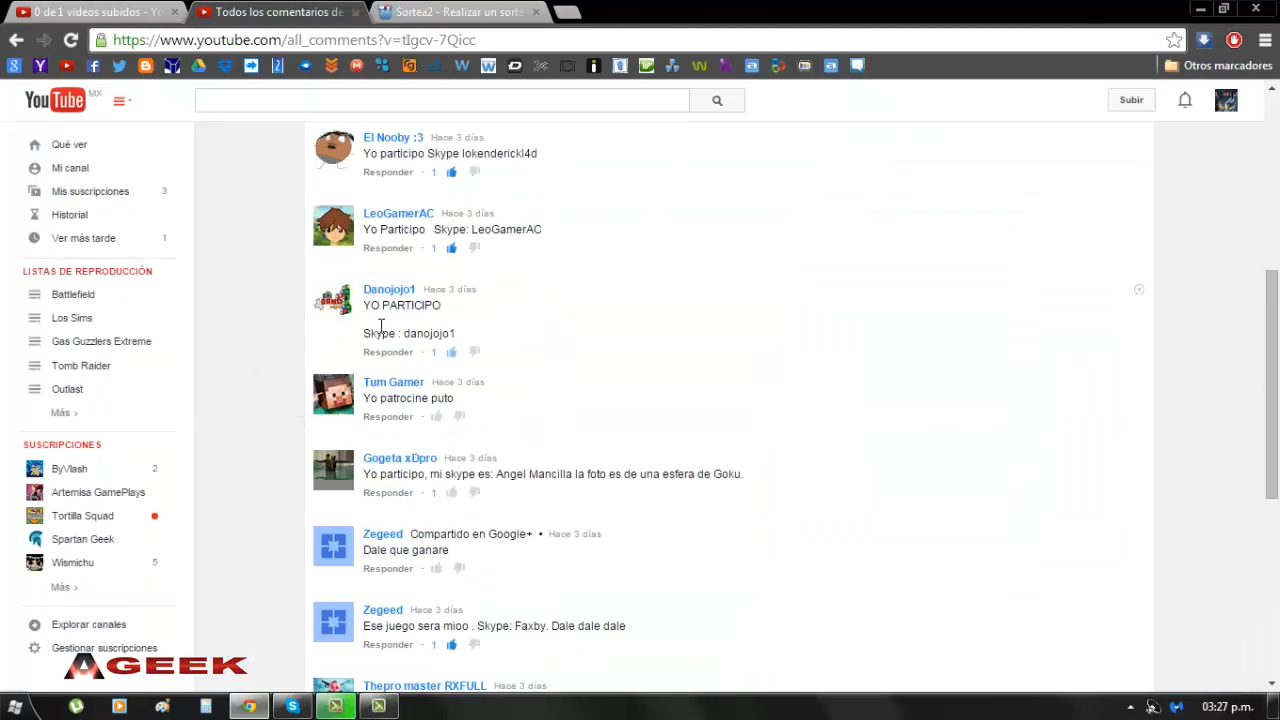 0 de 1 vídeos subidos - Yo
Todos los comentarios de
Sortea2 - Realizar un sorte
https://www.youtube.com/all_comments?v=tIgcv-7Qicc
Otros marcadores
YouTube MX
Subir
Qué ver
Mi canal
Mis suscripciones 3
Historial
Ver más tarde 1
LISTAS DE REPRODUCCIÓN
Battlefield
Los Sims
Gas Guzzlers Extreme
Tomb Raider
Outlast
Más ›
SUSCRIPCIONES
ByVlash 2
Artemisa GamePlays
Tortilla Squad
Spartan Geek
Wismichu 5
Más ›
Explorar canales
Gestionar suscripciones
AGEEK
El Nooby :3 Hace 3 días
Yo participo Skype lokenderickl4d
Responder - 1
LeoGamerAC Hace 3 días
Yo Participo Skype: LeoGamerAC
Responder - 1
Danojojo1 Hace 3 días
YO PARTICIPO
Skype : danojojo1
Responder - 1
Tum Gamer Hace 3 días
Yo patrocine puto
Responder -
Gogeta xDpro Hace 3 días
Yo participo, mi skype es: Angel Mancilla la foto es de una esfera de Goku.
Responder - 1
Zegeed Compartido en Google+ • Hace 3 días
Dale que ganare
Responder -
Zegeed Hace 3 días
Ese juego sera mioo . Skype: Faxby. Dale dale dale
Responder - 1
Thepro master RXFULL Hace 3 días
03:27 p.m.